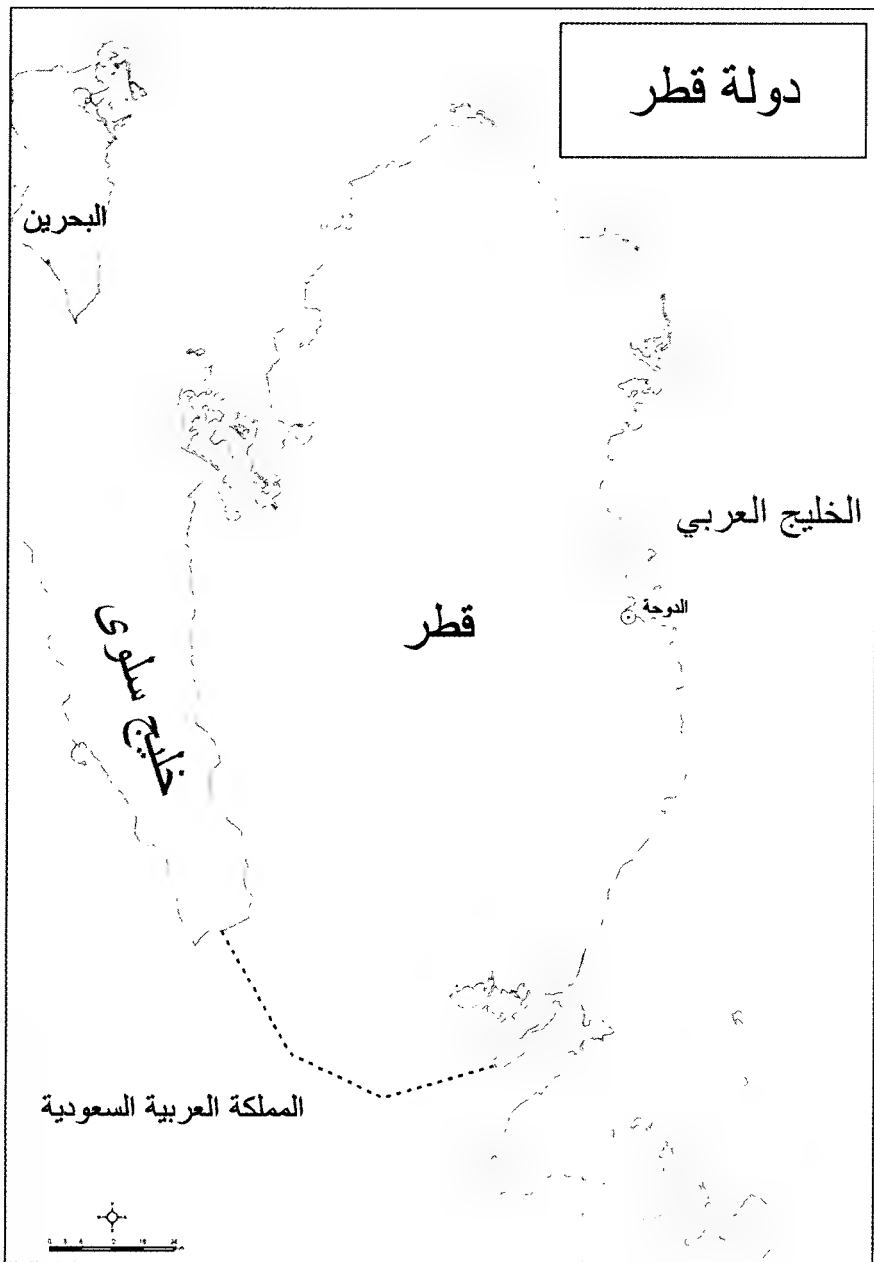 دولة قطر
البحرين
الخليج العربي
الدوحة
قطر
خليج سلوى
المملكة العربية السعودية